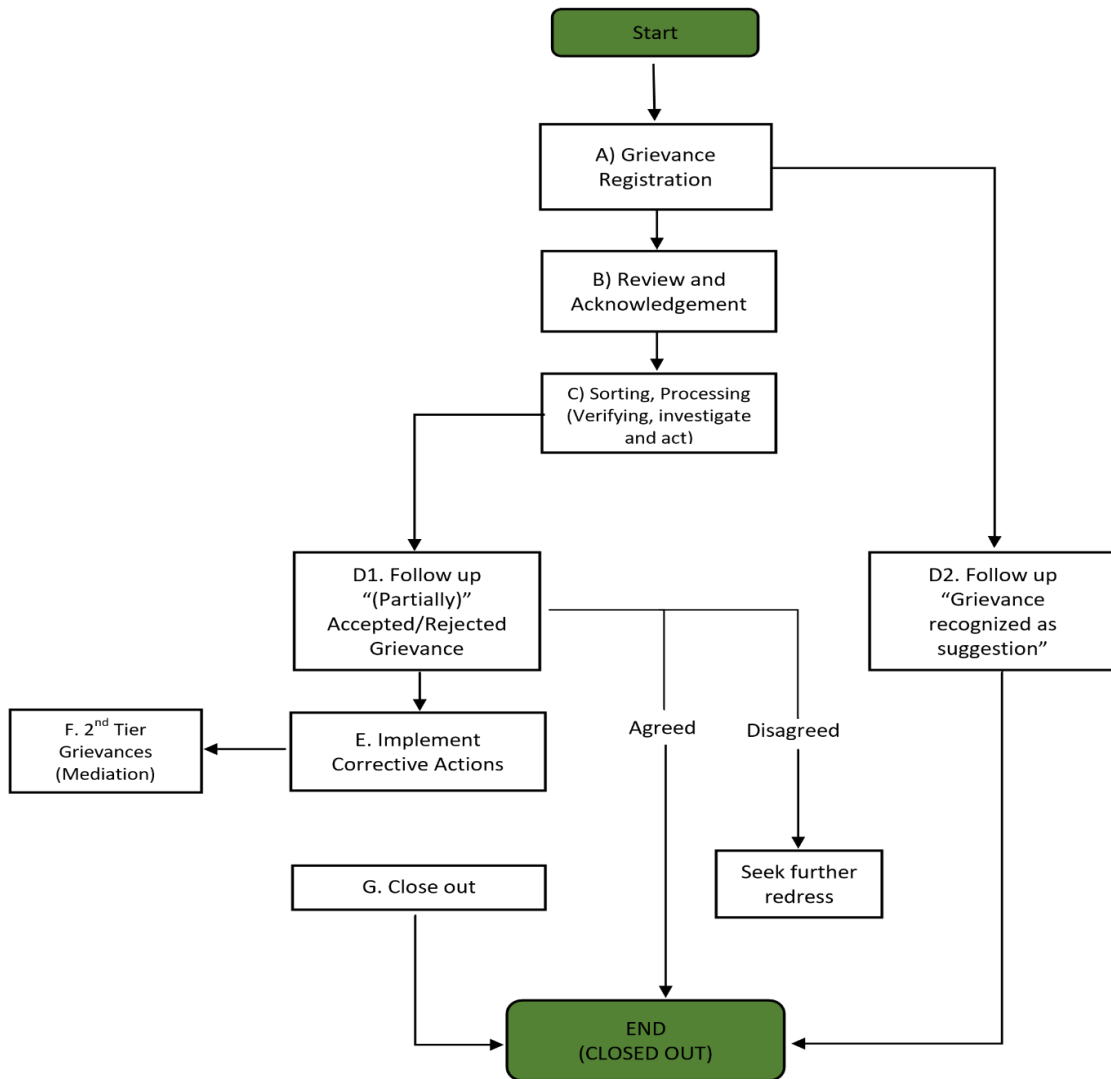 Start
A) Grievance
Registration
B) Review and
Acknowledgement
C) Sorting, Processing
(Verifying, investigate
and act)
D1. Follow up
“(Partially)”
Accepted/Rejected
Grievance
D2. Follow up
“Grievance
recognized as
suggestion”
F. 2nd Tier
Grievances
(Mediation)
E. Implement
Corrective Actions
Agreed
Disagreed
G. Close out
Seek further
redress
END
(CLOSED OUT)